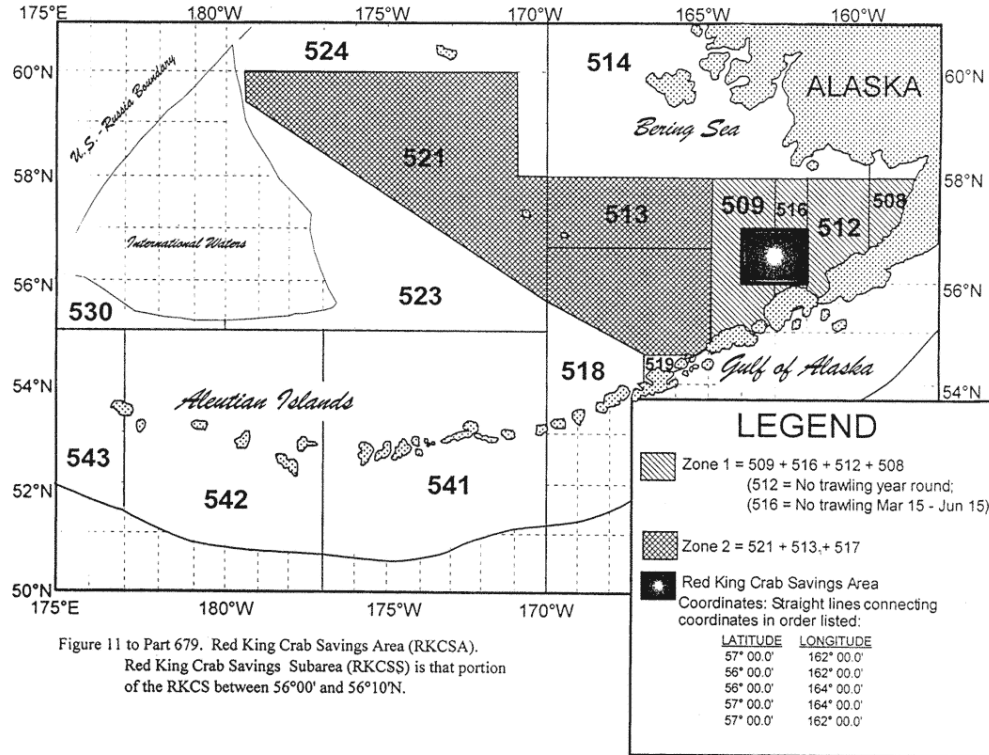 175°E 180°W 175°W 170°W 165°W 160°W
60°N
58°N
56°N
54°N
52°N
50°N
60°N
58°N
56°N
54°N
175°E 180°W 175°W 170°W
524
514
ALASKA
U.S. - Russia Boundary
Bering Sea
521
513
509
516
512
508
International Waters
530
523
518
519
Gulf of Alaska
Aleutian Islands
543
542
541
LEGEND
Zone 1 = 509 + 516 + 512 + 508
(512 = No trawling year round;
(516 = No trawling Mar 15 - Jun 15)
Zone 2 = 521 + 513 + 517
Red King Crab Savings Area
Coordinates: Straight lines connecting
coordinates in order listed:
LATITUDE LONGITUDE
57° 00.0' 162° 00.0'
56° 00.0' 162° 00.0'
56° 00.0' 164° 00.0'
57° 00.0' 164° 00.0'
57° 00.0' 162° 00.0'
Figure 11 to Part 679. Red King Crab Savings Area (RKCSA).
Red King Crab Savings Subarea (RKCSS) is that portion
of the RKCS between 56°00' and 56°10'N.